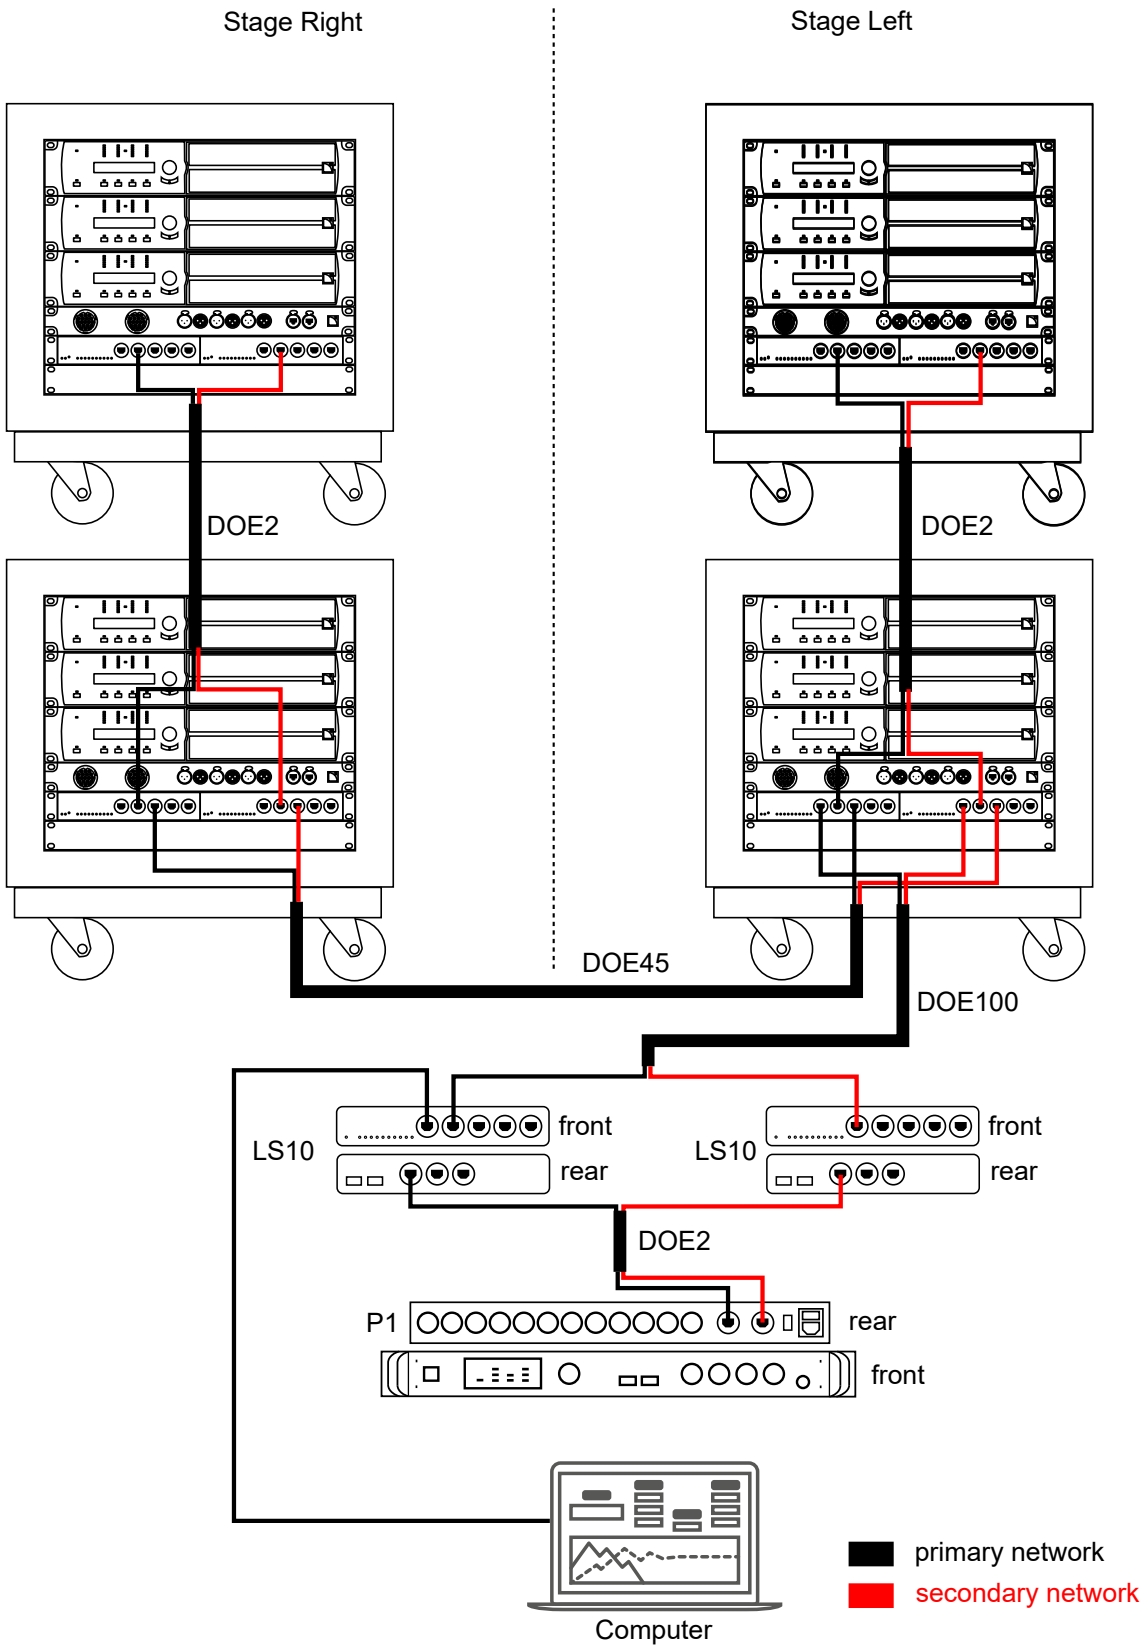 Stage Right
Stage Left
DOE2
DOE2
DOE45
DOE100
LS10
front
rear
LS10
front
rear
DOE2
P1
rear
front
primary network
secondary network
Computer